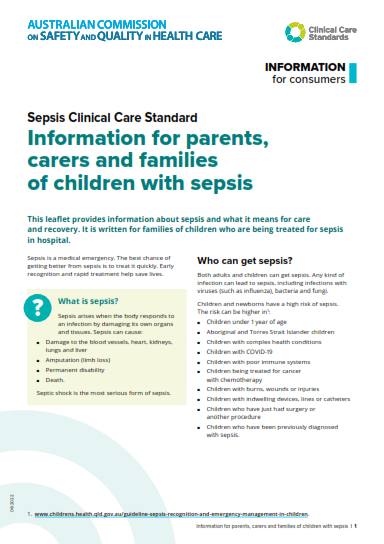 AUSTRALIAN COMMISSION
ON SAFETY AND QUALITY IN HEALTH CARE
Clinical Care
Standards
INFORMATION
for consumers
Sepsis Clinical Care Standard
Information for parents,
carers and families
of children with sepsis
This leaflet provides information about sepsis and what it means for care
and recovery. It is written for families of children who are being treated for sepsis
in hospital.
Sepsis is a medical emergency. The best chance of
getting better from sepsis is to treat it quickly. Early
recognition and rapid treatment help save lives.
?
What is sepsis?
Sepsis arises when the body responds to
an infection by damaging its own organs
and tissues. Sepsis can cause:
• Damage to the blood vessels, heart, kidneys,
lungs and liver
• Amputation (limb loss)
• Permanent disability
• Death.
Septic shock is the most serious form of sepsis.
Who can get sepsis?
Both adults and children can get sepsis. Any kind of
infection can lead to sepsis, including infections with
viruses (such as influenza), bacteria and fungi.
Children and newborns have a high risk of sepsis.
The risk can be higher in¹:
• Children under 1 year of age
• Aboriginal and Torres Strait Islander children
• Children with complex health conditions
• Children with COVID-19
• Children with poor immune systems
• Children being treated for cancer
with chemotherapy
• Children with burns, wounds or injuries
• Children with indwelling devices, lines or catheters
• Children who have just had surgery or
another procedure
• Children who have been previously diagnosed
with sepsis.
1. www.childrens.health.qld.gov.au/guideline-sepsis-recognition-and-emergency-management-in-children.
Information for parents, carers and families of children with sepsis | 1